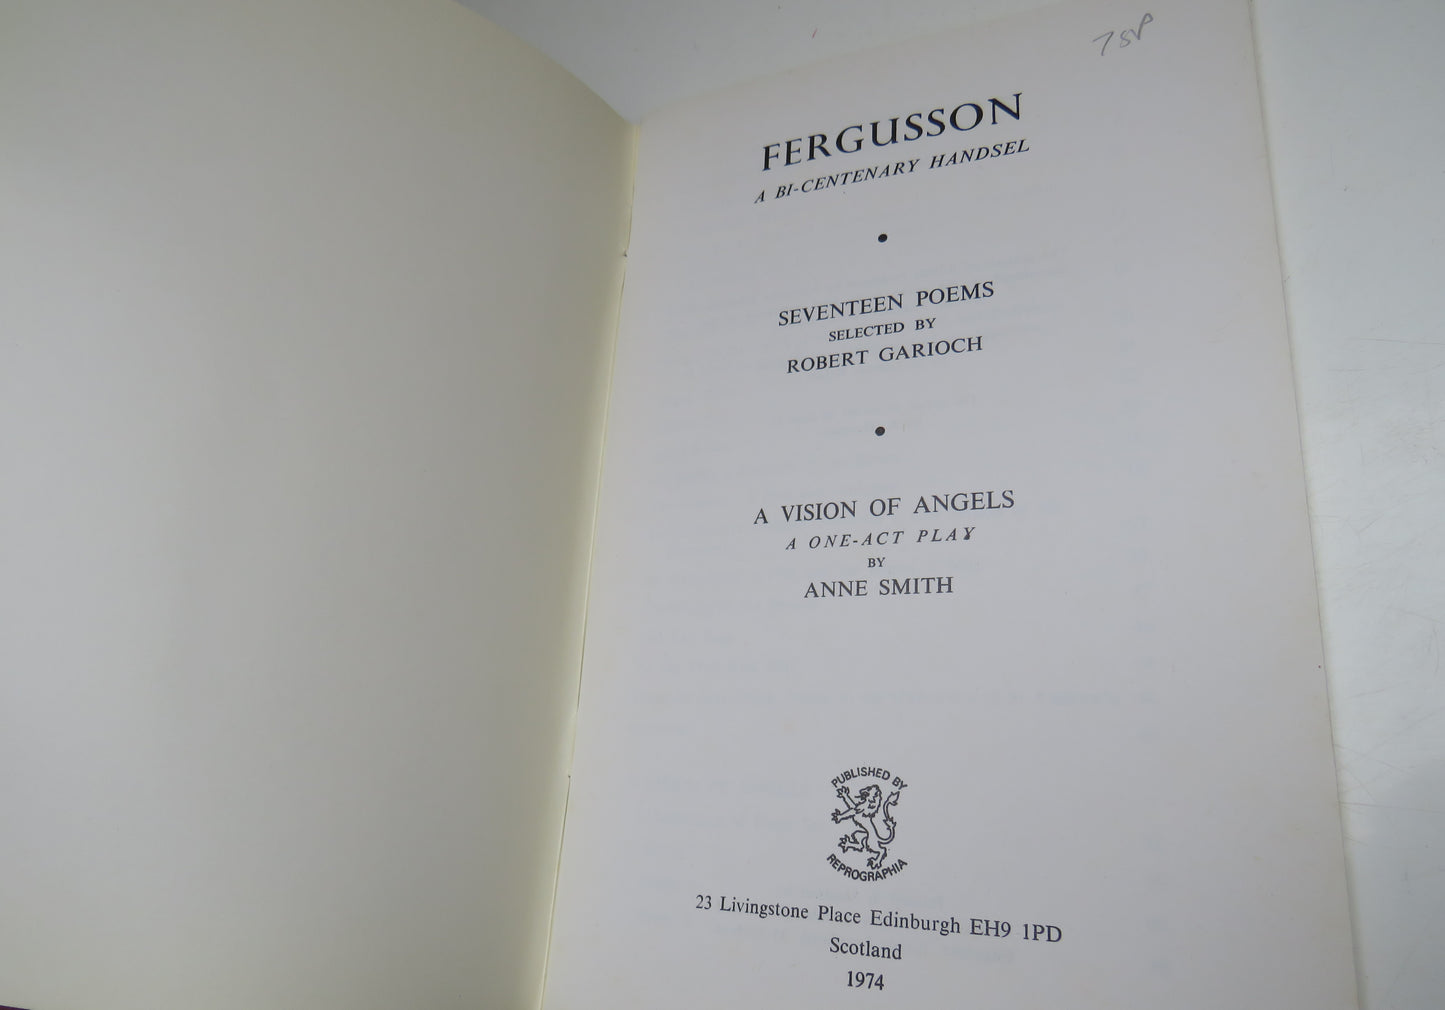 75P
FERGUSSON
A BI-CENTENARY HANDSEL
SEVENTEEN POEMS
SELECTED BY
ROBERT GARIOCH
A VISION OF ANGELS
A ONE-ACT PLAY
BY
ANNE SMITH
PUBLISHED BY
REPROGRAPHIA
23 Livingstone Place Edinburgh EH9 1PD
Scotland
1974